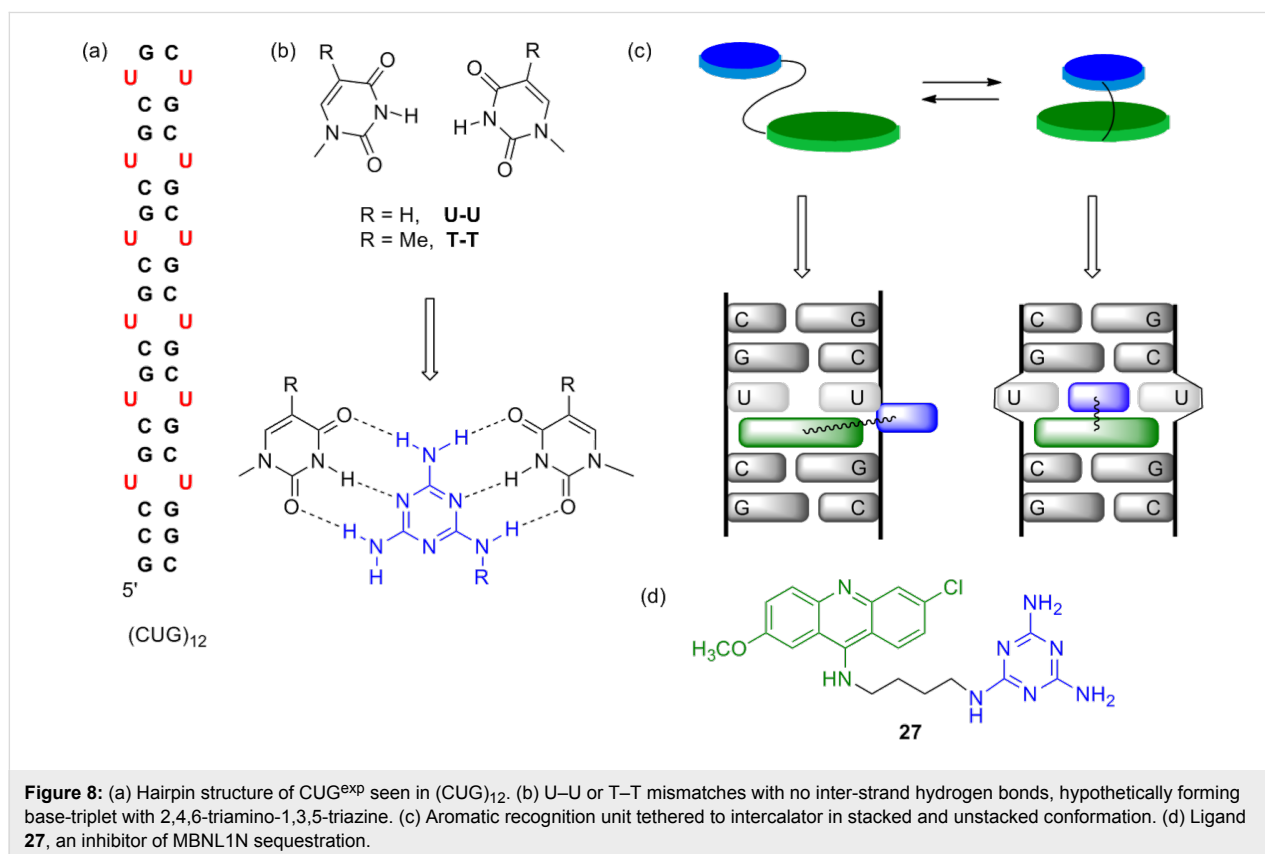 (a)
G C
U U
C G
G C
U U
C G
G C
U U
C G
G C
U U
C G
G C
U U
C G
G C
U U
C G
C G
G C
5'
(CUG)12
(b)
R R
O O
N H H N
N N
O O
R = H, U-U
R = Me, T-T
R R
O H H O
N
N H N N H N
N N
O H H O
N N N
H R
(c)
C G
G C
U U
C G
G C
C G
G C
U U
C G
G C
(d)
N Cl
H3CO
HN
NH2
N N
N N NH2
H
27
Figure 8: (a) Hairpin structure of CUGexp seen in (CUG)12. (b) U–U or T–T mismatches with no inter-strand hydrogen bonds, hypothetically forming
base-triplet with 2,4,6-triamino-1,3,5-triazine. (c) Aromatic recognition unit tethered to intercalator in stacked and unstacked conformation. (d) Ligand
27, an inhibitor of MBNL1N sequestration.